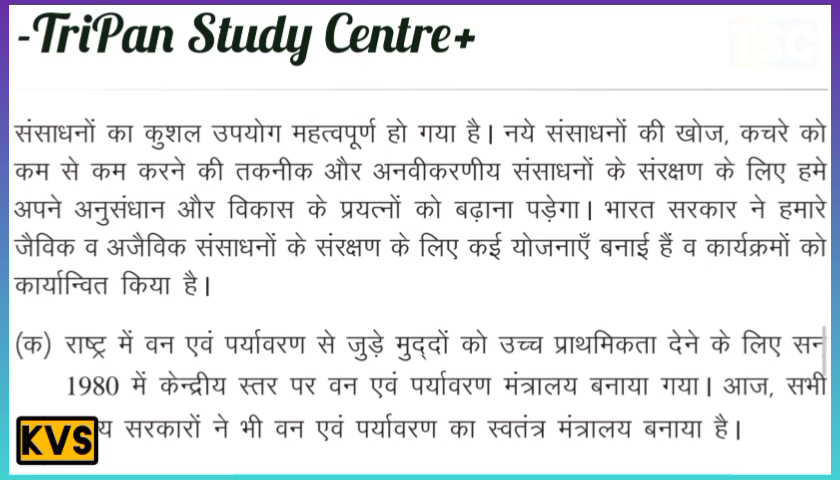 -TriPan Study Centre+
TSC
संसाधनों का कुशल उपयोग महत्वपूर्ण हो गया है। नये संसाधनों की खोज, कचरे को
कम से कम करने की तकनीक और अनवीकरणीय संसाधनों के संरक्षण के लिए हमे
अपने अनुसंधान और विकास के प्रयत्नों को बढ़ाना पड़ेगा। भारत सरकार ने हमारे
जैविक व अजैविक संसाधनों के संरक्षण के लिए कई योजनाएँ बनाई हैं व कार्यक्रमों को
कार्यान्वित किया है।
(क) राष्ट्र में वन एवं पर्यावरण से जुड़े मुद्दों को उच्च प्राथमिकता देने के लिए सन
1980 में केन्द्रीय स्तर पर वन एवं पर्यावरण मंत्रालय बनाया गया। आज, सभी
KVS य सरकारों ने भी वन एवं पर्यावरण का स्वतंत्र मंत्रालय बनाया है।